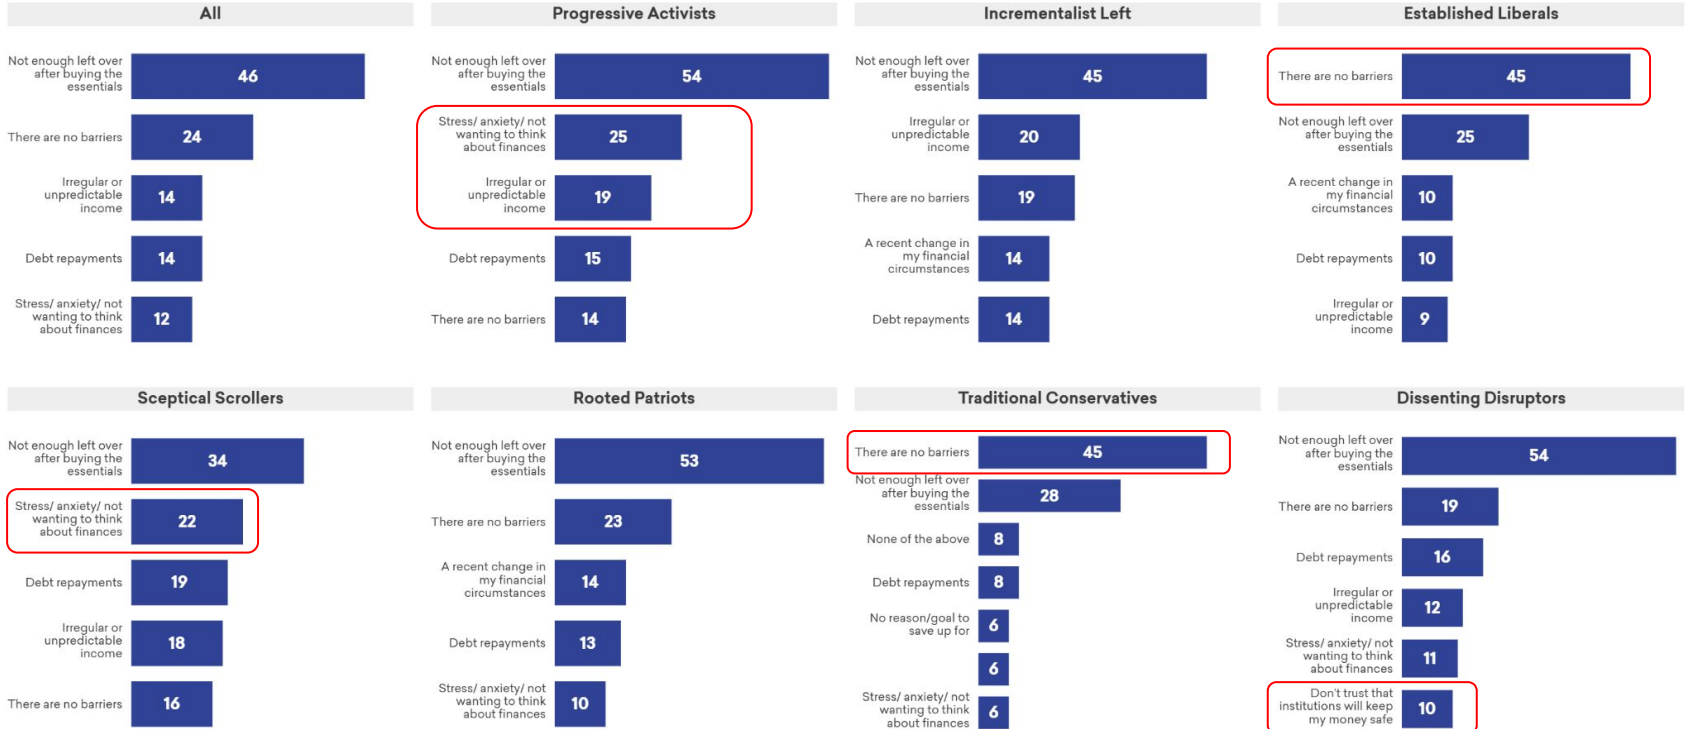 All
Not enough left over
after buying the
essentials
46
There are no barriers
24
Irregular or
unpredictable
income
14
Debt repayments
14
Stress/ anxiety/ not
wanting to think
about finances
12
Progressive Activists
Not enough left over
after buying the
essentials
54
Stress/ anxiety/ not
wanting to think
about finances
25
Irregular or
unpredictable
income
19
Debt repayments
15
There are no barriers
14
Incrementalist Left
Not enough left over
after buying the
essentials
45
Irregular or
unpredictable
income
20
There are no barriers
19
A recent change in
my financial
circumstances
14
Debt repayments
14
Established Liberals
There are no barriers
45
Not enough left over
after buying the
essentials
25
A recent change in
my financial
circumstances
10
Debt repayments
10
Irregular or
unpredictable
income
9
Sceptical Scrollers
Not enough left over
after buying the
essentials
34
Stress/ anxiety/ not
wanting to think
about finances
22
Debt repayments
19
Irregular or
unpredictable
income
18
There are no barriers
16
Rooted Patriots
Not enough left over
after buying the
essentials
53
There are no barriers
23
A recent change in
my financial
circumstances
14
Debt repayments
13
Stress/ anxiety/ not
wanting to think
about finances
10
Traditional Conservatives
There are no barriers
45
Not enough left over
after buying the
essentials
28
None of the above
8
Debt repayments
8
No reason/goal to
save up for
6
6
Stress/ anxiety/ not
wanting to think
about finances
6
Dissenting Disruptors
Not enough left over
after buying the
essentials
54
There are no barriers
19
Debt repayments
16
Irregular or
unpredictable
income
12
Stress/ anxiety/ not
wanting to think
about finances
11
Don't trust that
institutions will keep
my money safe
10